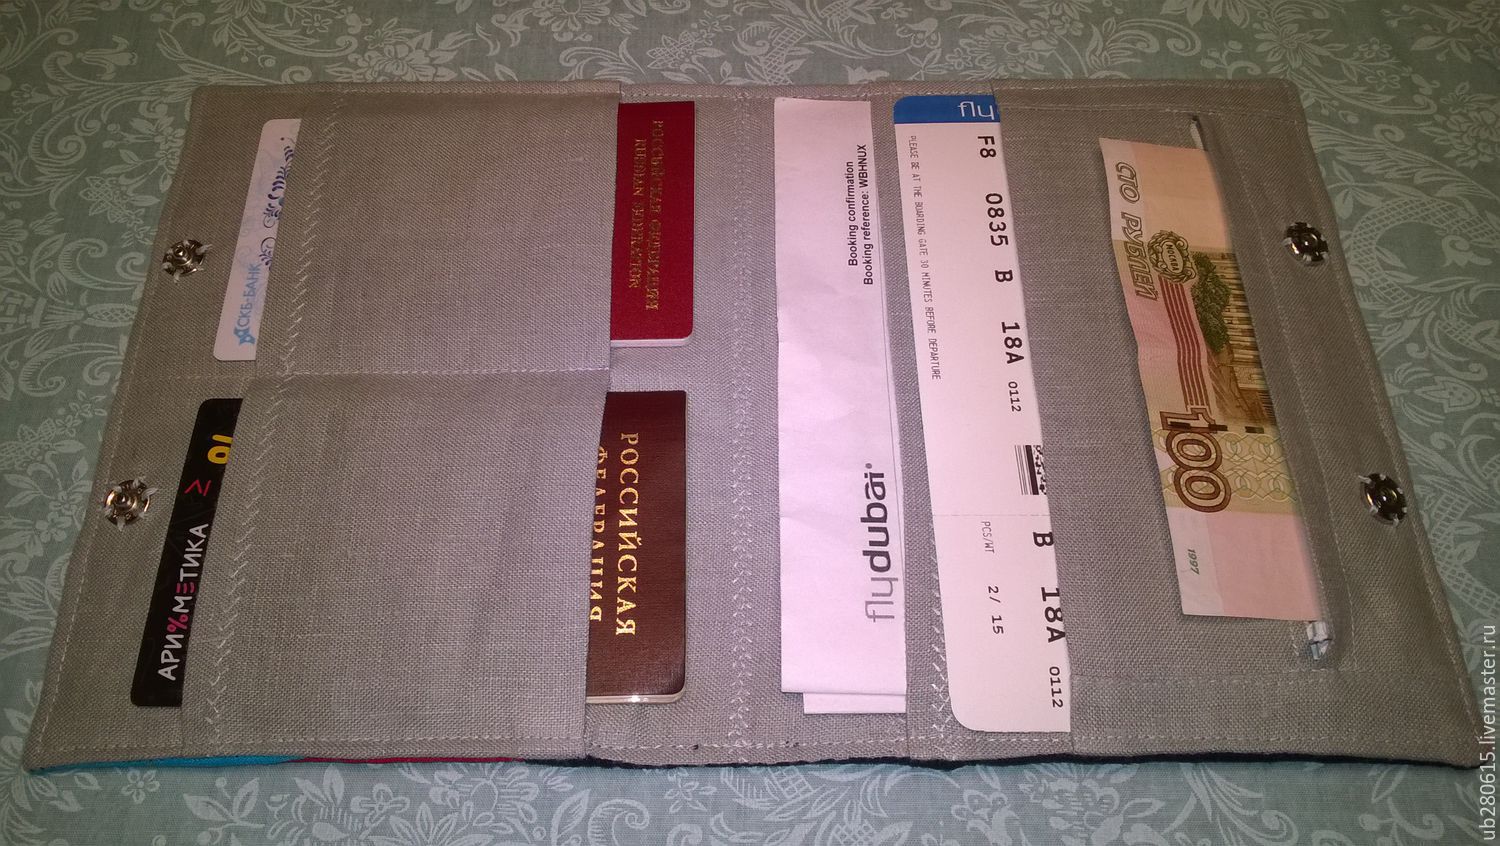 СКБ-БАНК
АРИ%МЕТИКА
РОССИЙСКАЯ ФЕДЕРАЦИЯ
RUSSIAN FEDERATION
РОССИЙСКАЯ
ФЕДЕРАЦИЯ
Booking confirmation
Booking reference: WBHNUX
flydubai
fly
F8 0835 B 18A 0112
PLEASE BE AT THE BOARDING GATE 30 MINUTES BEFORE DEPARTURE
B 18A 0112
PCS/WT 2/ 15
СТО РУБЛЕЙ
МОСКВА
100
1997
ub280615.livemaster.ru